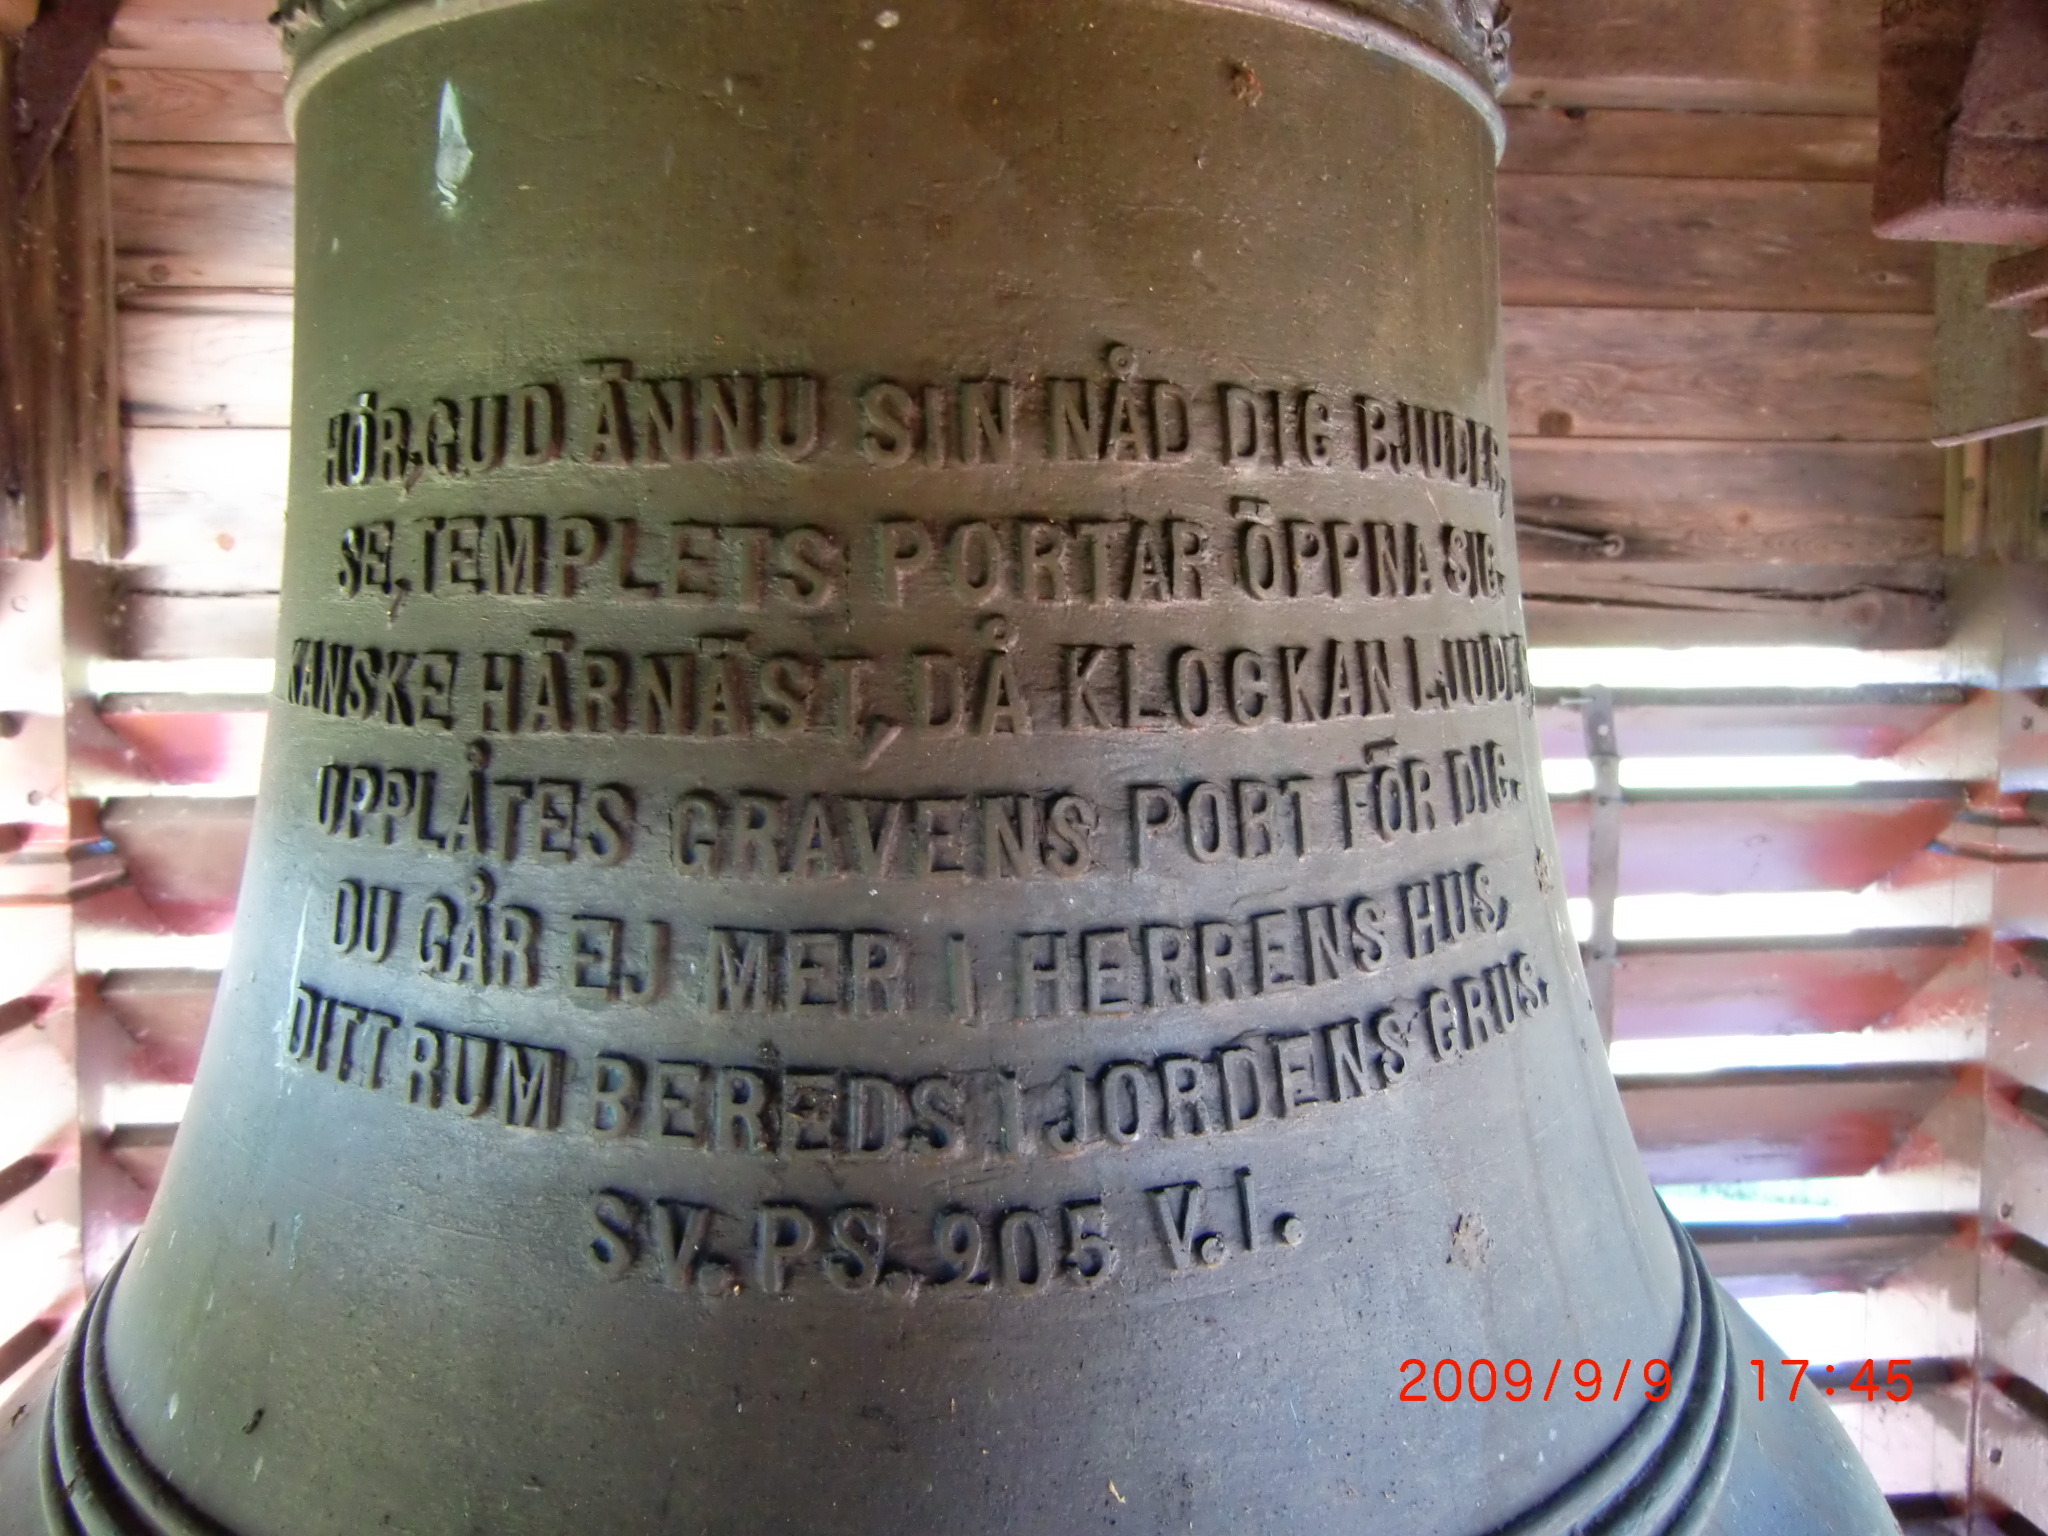 HÖR, GUD ÄNNU SIN NÅD DIG BJUDER,
SE, TEMPLETS PORTAR ÖPPNA SIG.
KANSKE HÄRNÄST, DÅ KLOCKAN LJUDER,
UPPLÅTES GRAVENS PORT FÖR DIG.
DU GÅR EJ MER I HERRENS HUS,
DITT RUM BEREDS I JORDENS GRUS.
SV. PS. 205 V. 1.
2009/9/9 17:45